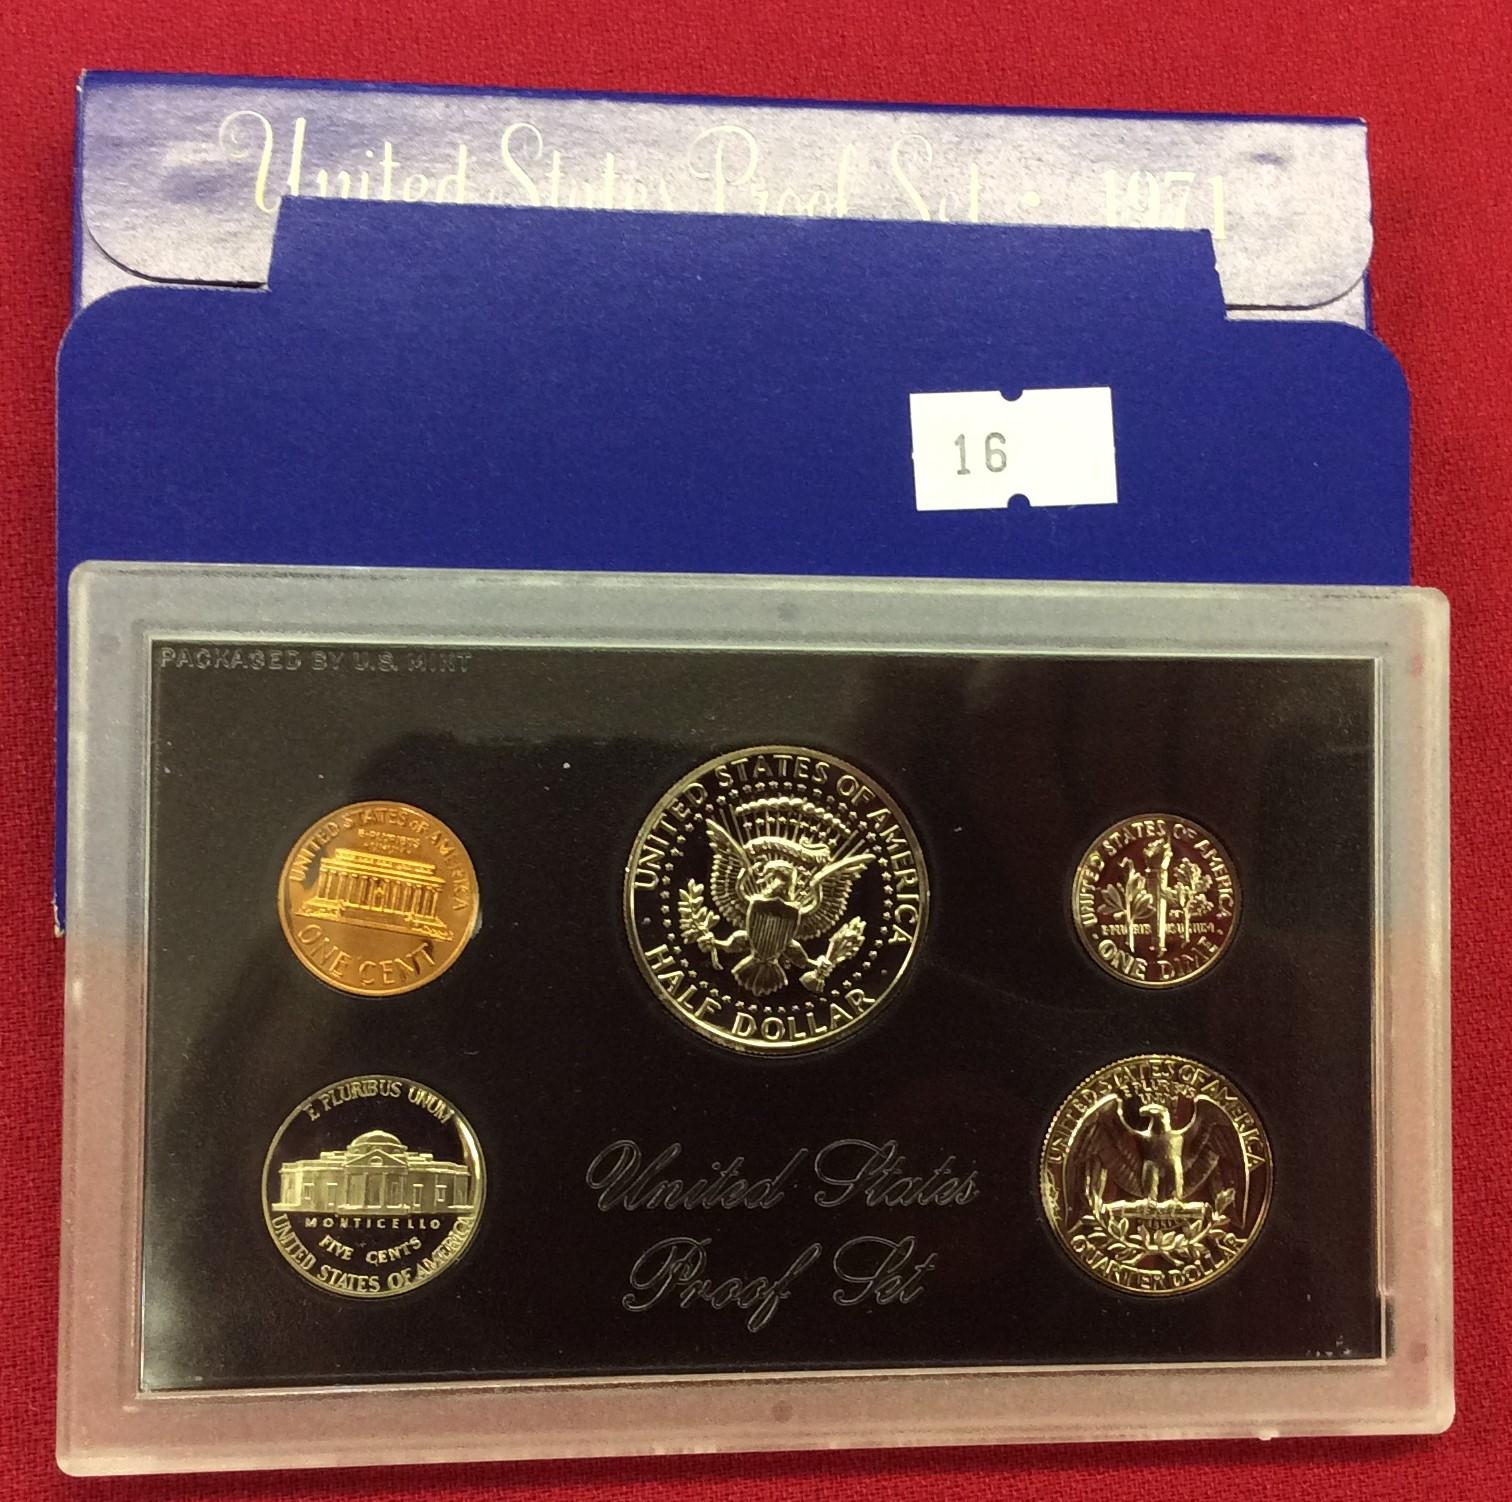 United States Proof Set • 1971
16
PACKAGED BY U.S. MINT
UNITED STATES OF AMERICA
E·PLURIBUS
UNUM
ONE CENT
UNITED STATES OF AMERICA
HALF DOLLAR
UNITED STATES OF AMERICA
E·PLURIBUS UNUM
ONE DIME
E PLURIBUS UNUM
MONTICELLO
FIVE CENTS
UNITED STATES OF AMERICA
United States
Proof Set
UNITED STATES OF AMERICA
E·PLURIBUS
UNUM
QUARTER DOLLAR